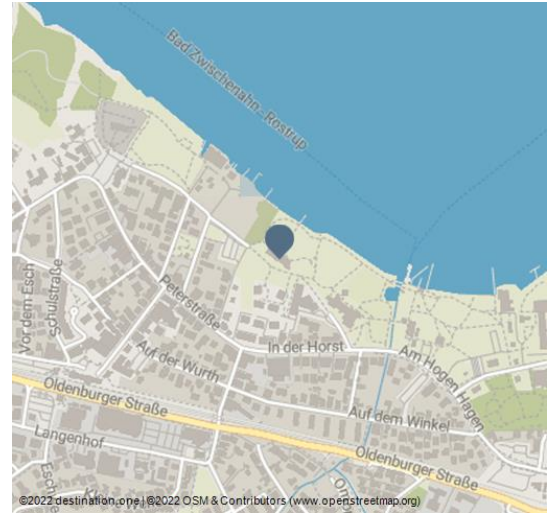 Bad Zwischenahn - Rostrup
Vor dem Esch
Schulstraße
Peterstraße
In der Horst
Auf der Wurth
Am Hogen Hagen
Oldenburger Straße
Auf dem Winkel
Langenhof
Oldenburger Straße
©2022 destination.one | ©2022 OSM & Contributors (www.openstreetmap.org)